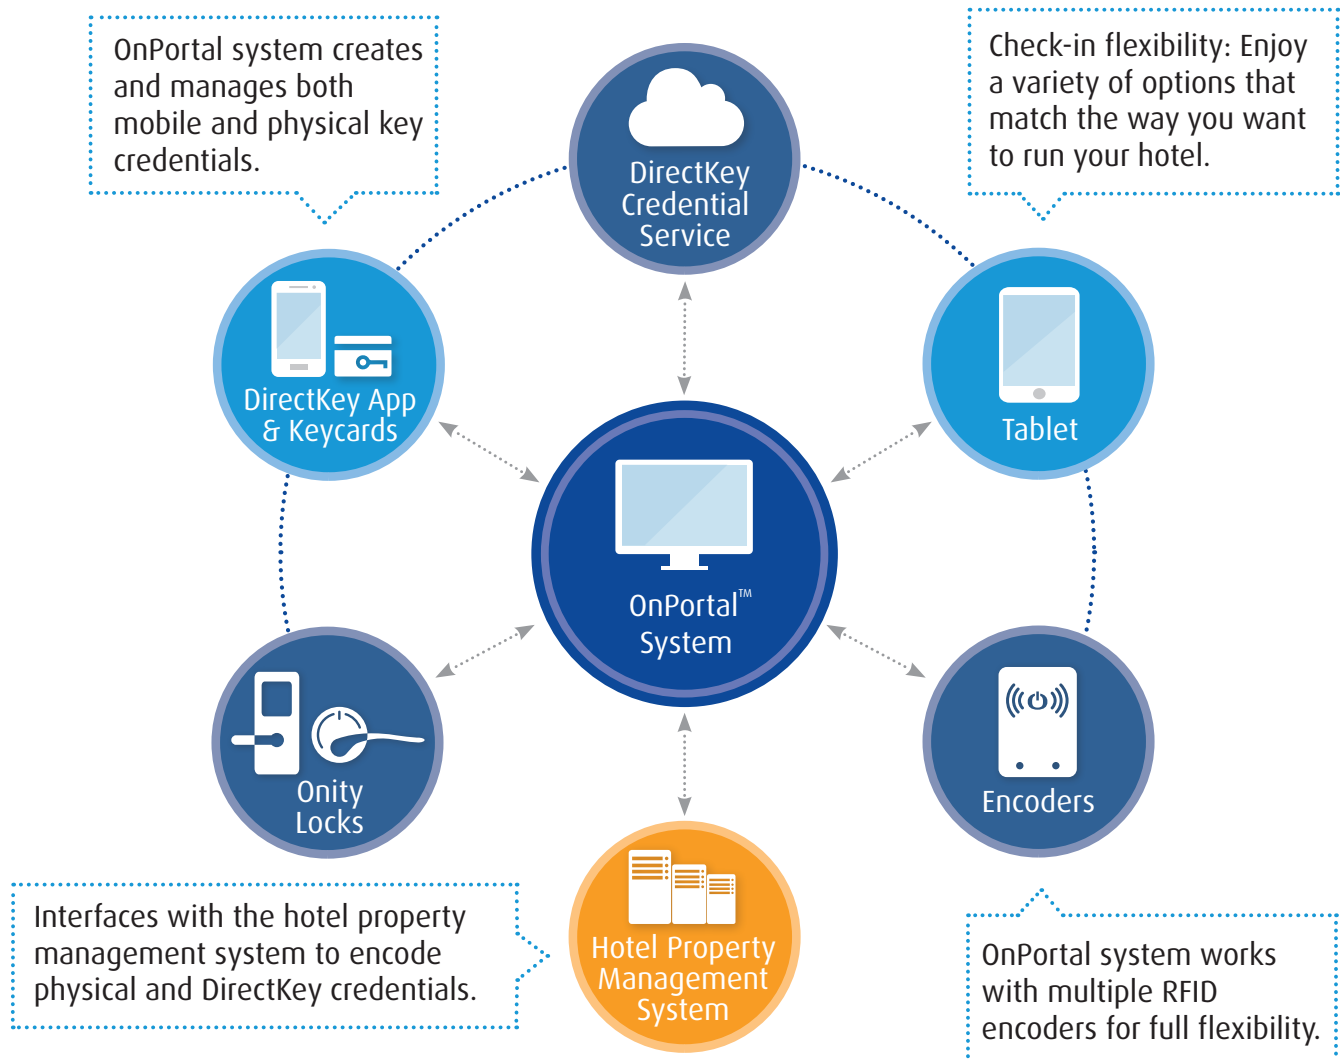 OnPortal system creates
and manages both
mobile and physical key
credentials.
Check-in flexibility: Enjoy
a variety of options that
match the way you want
to run your hotel.
DirectKey
Credential
Service
DirectKey App
& Keycards
Tablet
OnPortal™
System
Onity
Locks
Encoders
Hotel Property
Management
System
Interfaces with the hotel property
management system to encode
physical and DirectKey credentials.
OnPortal system works
with multiple RFID
encoders for full flexibility.